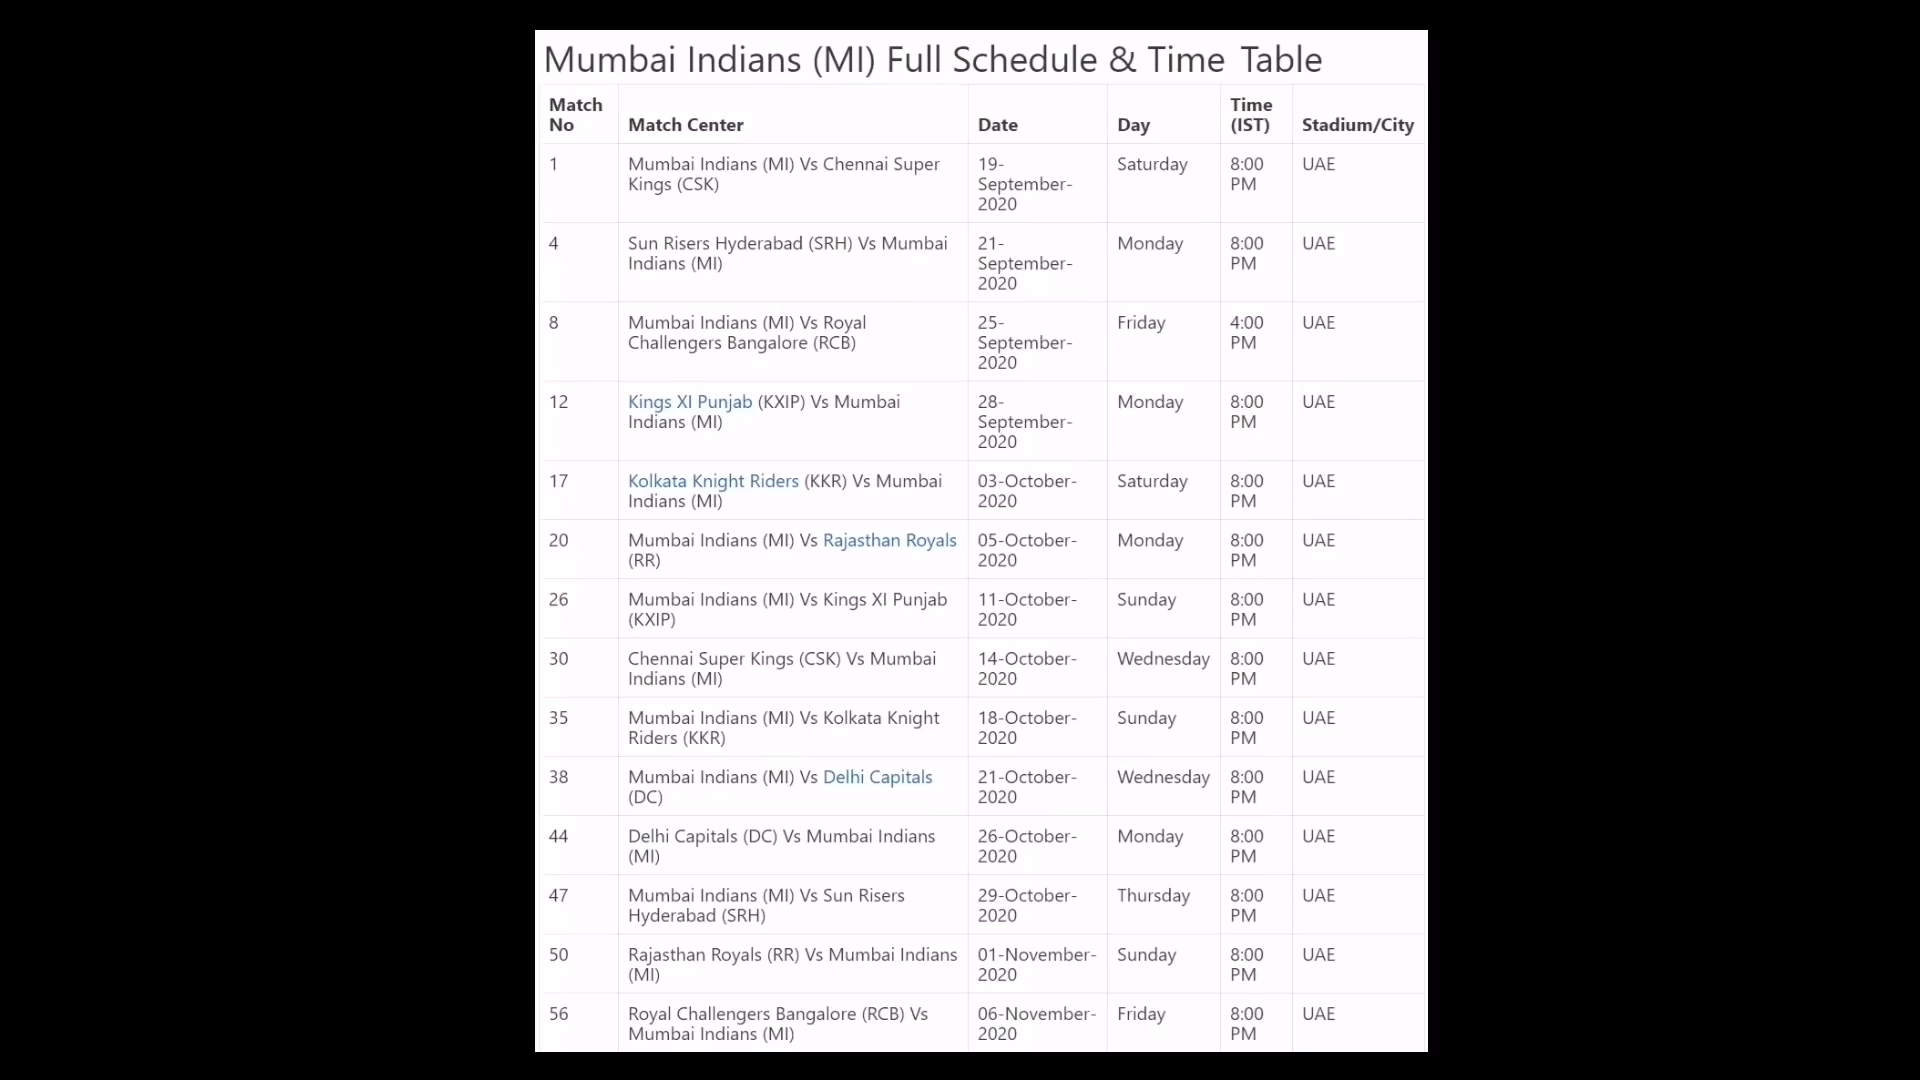 Mumbai Indians (MI) Full Schedule & Time Table
Match No Match Center Date Day Time (IST) Stadium/City
1 Mumbai Indians (MI) Vs Chennai Super Kings (CSK) 19-September-2020 Saturday 8:00 PM UAE
4 Sun Risers Hyderabad (SRH) Vs Mumbai Indians (MI) 21-September-2020 Monday 8:00 PM UAE
8 Mumbai Indians (MI) Vs Royal Challengers Bangalore (RCB) 25-September-2020 Friday 4:00 PM UAE
12 Kings XI Punjab (KXIP) Vs Mumbai Indians (MI) 28-September-2020 Monday 8:00 PM UAE
17 Kolkata Knight Riders (KKR) Vs Mumbai Indians (MI) 03-October-2020 Saturday 8:00 PM UAE
20 Mumbai Indians (MI) Vs Rajasthan Royals (RR) 05-October-2020 Monday 8:00 PM UAE
26 Mumbai Indians (MI) Vs Kings XI Punjab (KXIP) 11-October-2020 Sunday 8:00 PM UAE
30 Chennai Super Kings (CSK) Vs Mumbai Indians (MI) 14-October-2020 Wednesday 8:00 PM UAE
35 Mumbai Indians (MI) Vs Kolkata Knight Riders (KKR) 18-October-2020 Sunday 8:00 PM UAE
38 Mumbai Indians (MI) Vs Delhi Capitals (DC) 21-October-2020 Wednesday 8:00 PM UAE
44 Delhi Capitals (DC) Vs Mumbai Indians (MI) 26-October-2020 Monday 8:00 PM UAE
47 Mumbai Indians (MI) Vs Sun Risers Hyderabad (SRH) 29-October-2020 Thursday 8:00 PM UAE
50 Rajasthan Royals (RR) Vs Mumbai Indians (MI) 01-November-2020 Sunday 8:00 PM UAE
56 Royal Challengers Bangalore (RCB) Vs Mumbai Indians (MI) 06-November-2020 Friday 8:00 PM UAE